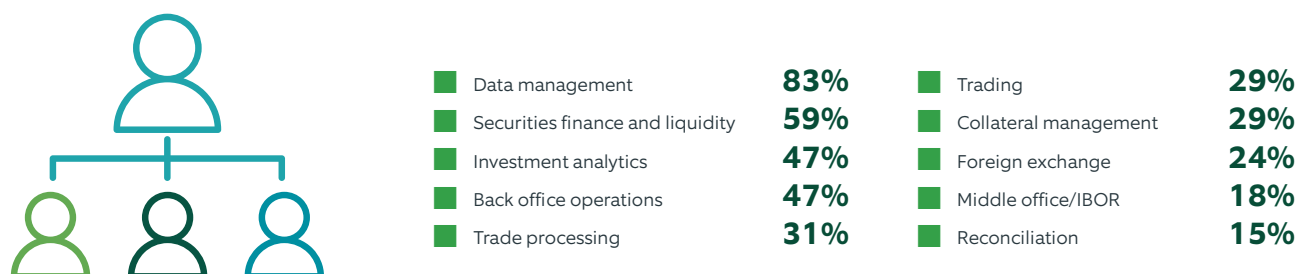 Data management 83%
Securities finance and liquidity 59%
Investment analytics 47%
Back office operations 47%
Trade processing 31%
Trading 29%
Collateral management 29%
Foreign exchange 24%
Middle office/IBOR 18%
Reconciliation 15%